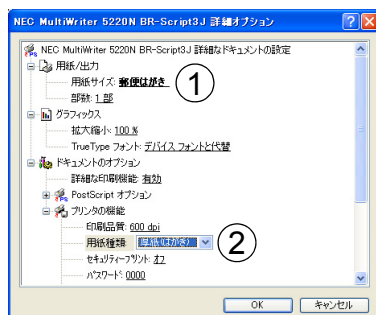 NEC MultiWriter 5220N BR-Script3J 詳細オプション
NEC MultiWriter 5220N BR-Script3J 詳細なドキュメントの設定
用紙/出力
用紙サイズ: 郵便はがき
①
部数: 1 部
グラフィックス
拡大縮小: 100 %
TrueType フォント: デバイス フォントと代替
ドキュメントのオプション
詳細な印刷機能: 有効
PostScript オプション
プリンタの機能
印刷品質: 600 dpi
用紙種類: 厚紙(はがき)
②
セキュリティープリント: オフ
パスワード: 0000
OK キャンセル